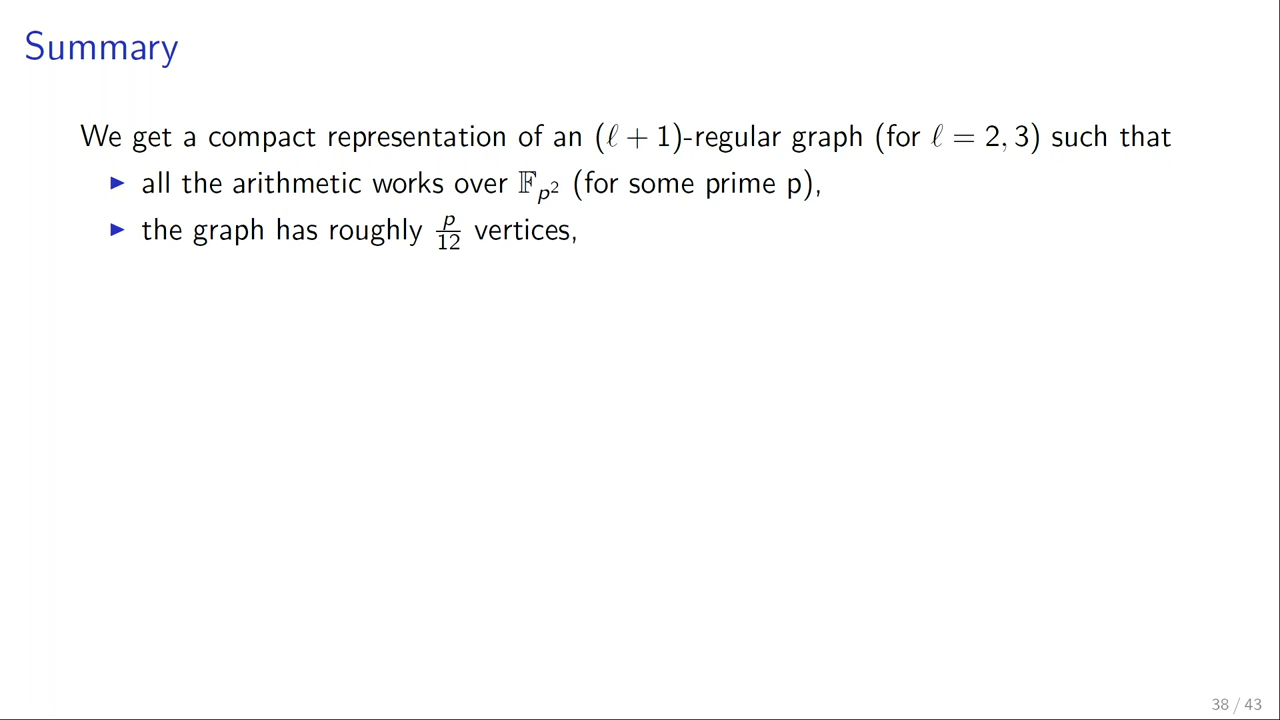 Summary
We get a compact representation of an (ℓ + 1)-regular graph (for ℓ = 2, 3) such that
▶ all the arithmetic works over 𝔽_{p²} (for some prime p),
▶ the graph has roughly p/12 vertices,
38 / 43